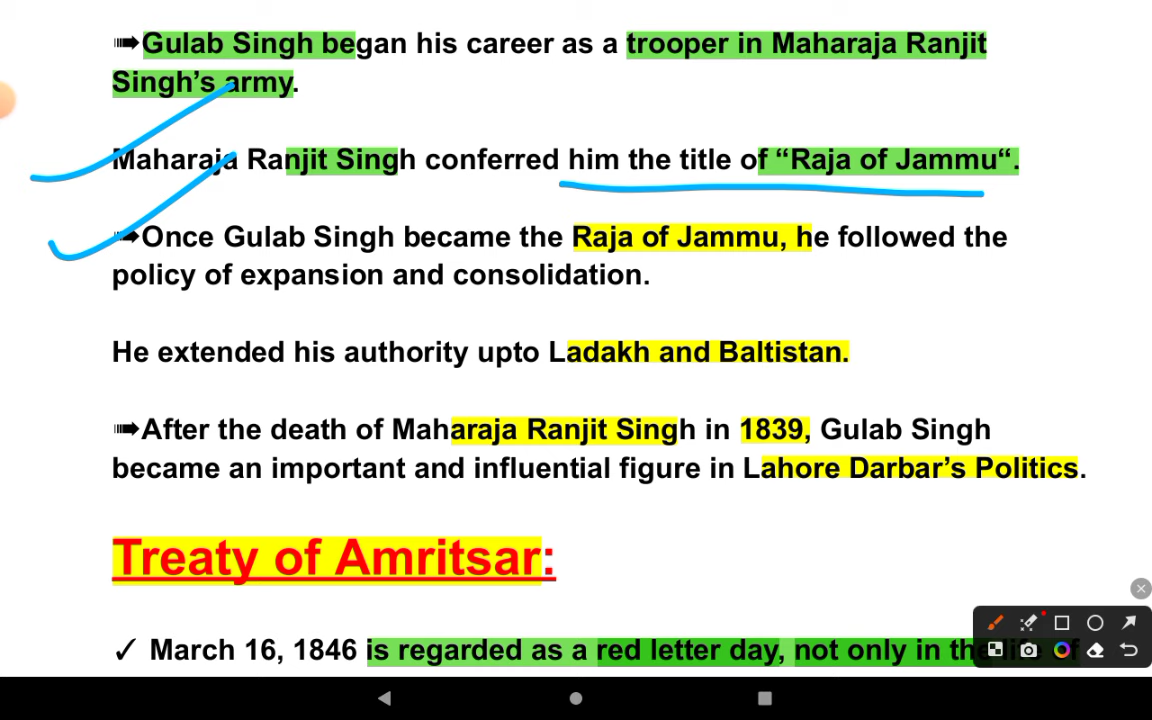 ➠Gulab Singh began his career as a trooper in Maharaja Ranjit
Singh’s army.
Maharaja Ranjit Singh conferred him the title of “Raja of Jammu“.
➠Once Gulab Singh became the Raja of Jammu, he followed the
policy of expansion and consolidation.
He extended his authority upto Ladakh and Baltistan.
➠After the death of Maharaja Ranjit Singh in 1839, Gulab Singh
became an important and influential figure in Lahore Darbar’s Politics.
Treaty of Amritsar:
✓ March 16, 1846 is regarded as a red letter day, not only in the life of